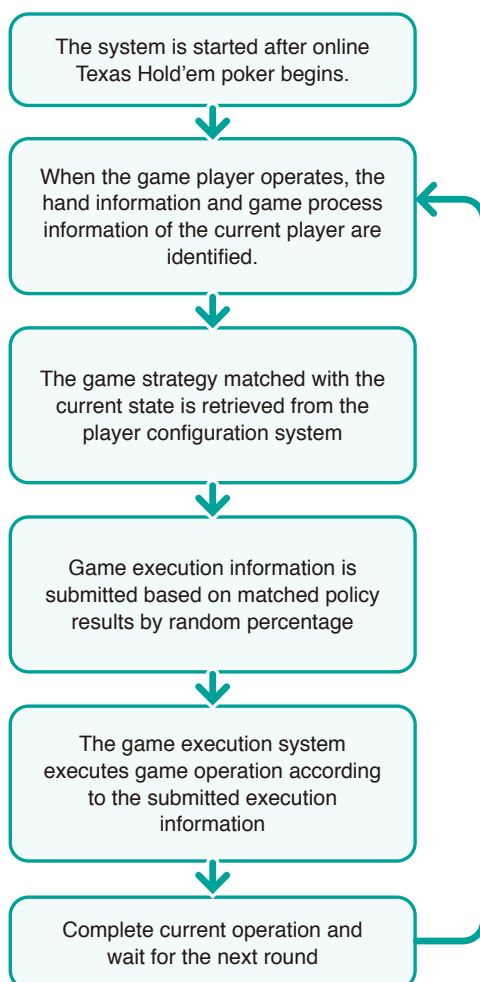 The system is started after online
Texas Hold’em poker begins.
When the game player operates, the
hand information and game process
information of the current player are
identified.
The game strategy matched with the
current state is retrieved from the
player configuration system
Game execution information is
submitted based on matched policy
results by random percentage
The game execution system
executes game operation according
to the submitted execution
information
Complete current operation and
wait for the next round